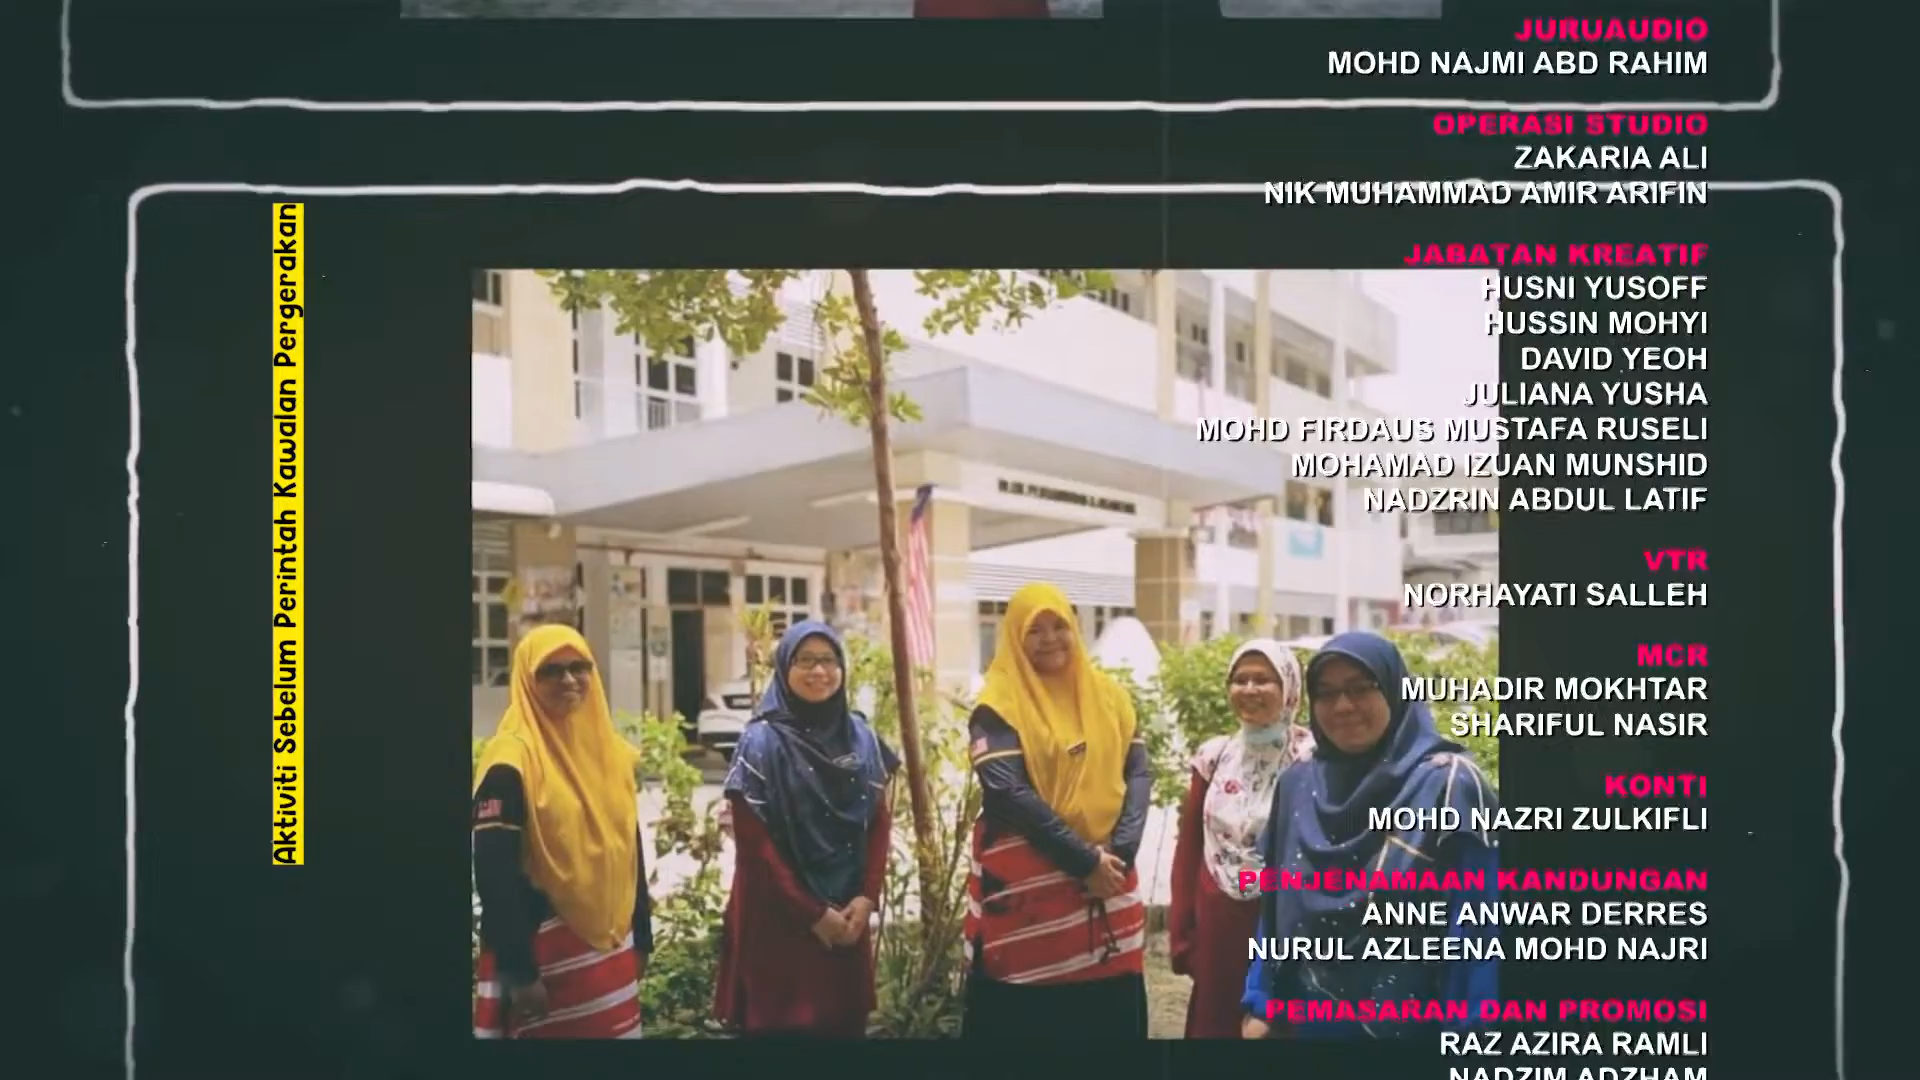 Aktiviti Sebelum Perintah Kawalan Pergerakan
JURUAUDIO
MOHD NAJMI ABD RAHIM
OPERASI STUDIO
ZAKARIA ALI
NIK MUHAMMAD AMIR ARIFIN
JABATAN KREATIF
HUSNI YUSOFF
HUSSIN MOHYI
DAVID YEOH
JULIANA YUSHA
MOHD FIRDAUS MUSTAFA RUSELI
MOHAMAD IZUAN MUNSHID
NADZRIN ABDUL LATIF
VTR
NORHAYATI SALLEH
MCR
MUHADIR MOKHTAR
SHARIFUL NASIR
KONTI
MOHD NAZRI ZULKIFLI
PENJENAMAAN KANDUNGAN
ANNE ANWAR DERRES
NURUL AZLEENA MOHD NAJRI
PEMASARAN DAN PROMOSI
RAZ AZIRA RAMLI
NADZIM ADZHAM